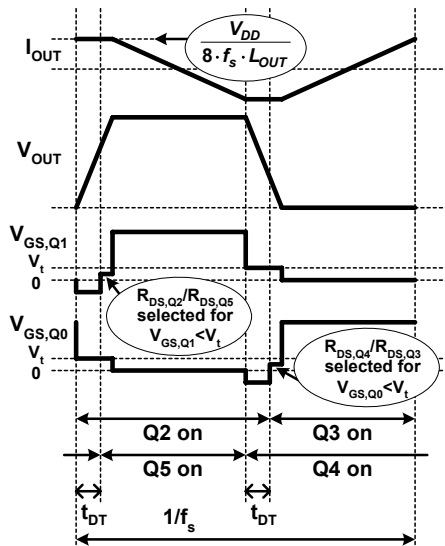 I_OUT
V_DD
8 · f_s · L_OUT
V_OUT
V_GS,Q1
V_t
0
R_DS,Q2/R_DS,Q5
selected for
V_GS,Q1<V_t
V_GS,Q0
V_t
0
R_DS,Q4/R_DS,Q3
selected for
V_GS,Q0<V_t
Q2 on
Q3 on
Q5 on
Q4 on
t_DT
1/f_s
t_DT